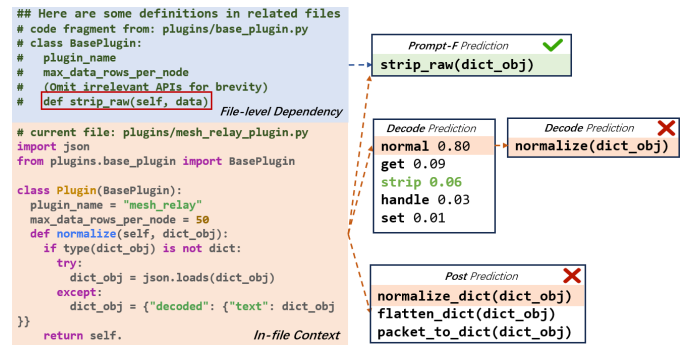 ## Here are some definitions in related files
# code fragment from: plugins/base_plugin.py
# class BasePlugin:
#   plugin_name
#   max_data_rows_per_node
#   (Omit irrelevant APIs for brevity)
#   def strip_raw(self, data)
File-level Dependency
# current file: plugins/mesh_relay_plugin.py
import json
from plugins.base_plugin import BasePlugin
class Plugin(BasePlugin):
  plugin_name = "mesh_relay"
  max_data_rows_per_node = 50
  def normalize(self, dict_obj):
    if type(dict_obj) is not dict:
      try:
        dict_obj = json.loads(dict_obj)
      except:
        dict_obj = {"decoded": {"text": dict_obj
}}
    return self.
In-file Context
Prompt-F Prediction
strip_raw(dict_obj)
Decode Prediction
normal 0.80
get 0.09
strip 0.06
handle 0.03
set 0.01
Decode Prediction
normalize(dict_obj)
Post Prediction
normalize_dict(dict_obj)
flatten_dict(dict_obj)
packet_to_dict(dict_obj)